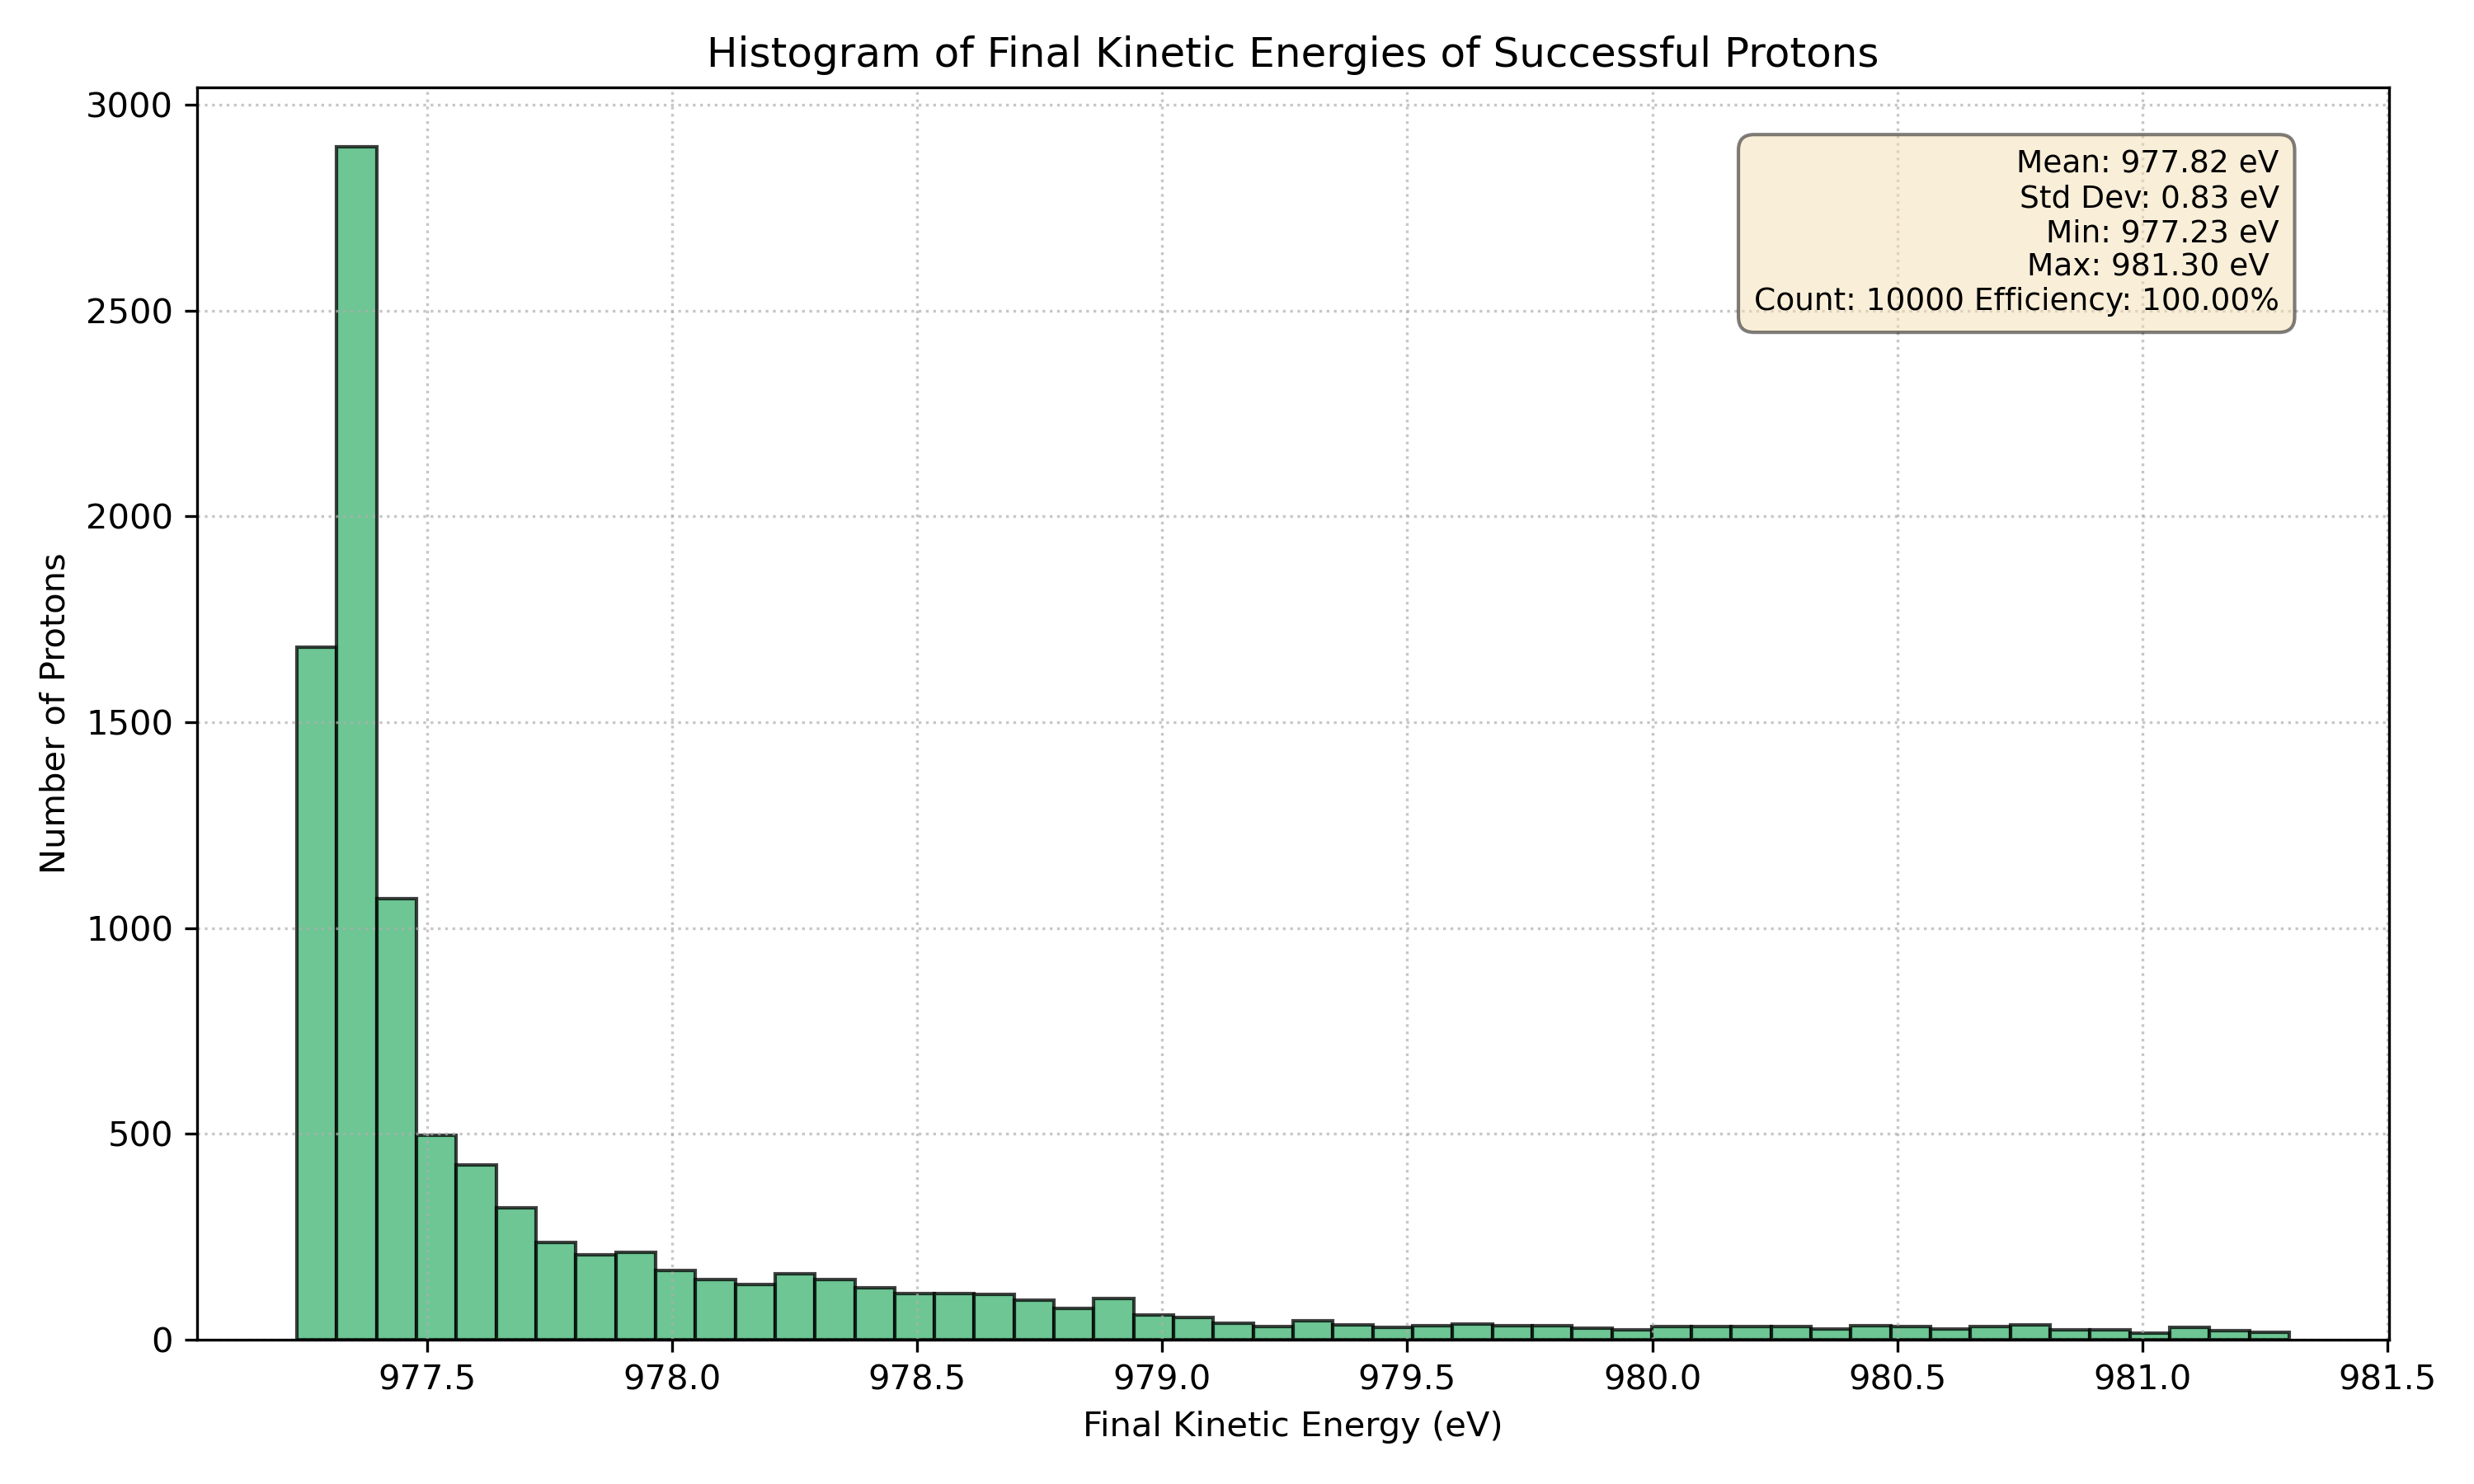 Histogram of Final Kinetic Energies of Successful Protons
3000
2500
2000
1500
1000
500
0
Number of Protons
Mean: 977.82 eV
Std Dev: 0.83 eV
Min: 977.23 eV
Max: 981.30 eV
Count: 10000 Efficiency: 100.00%
977.5 978.0 978.5 979.0 979.5 980.0 980.5 981.0 981.5
Final Kinetic Energy (eV)